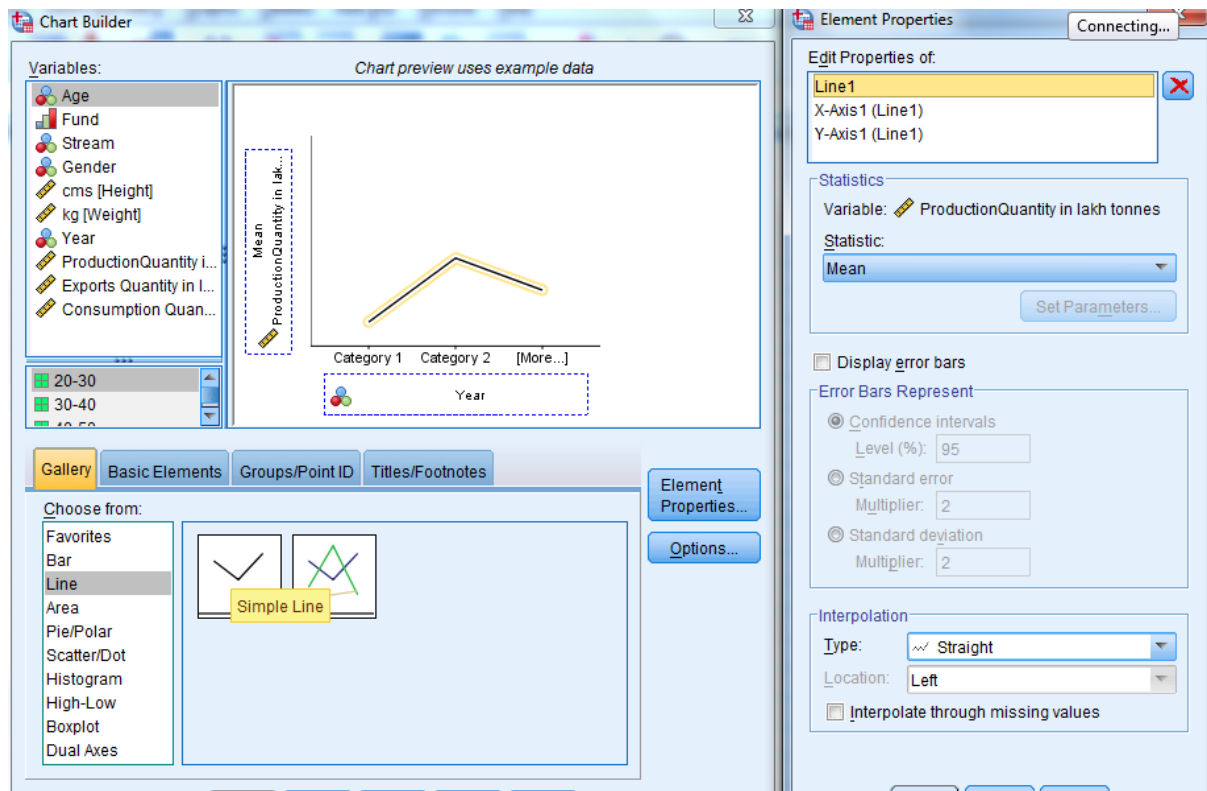 Chart Builder
Variables:
Chart preview uses example data
Age
Fund
Stream
Gender
cms [Height]
kg [Weight]
Year
ProductionQuantity i...
Exports Quantity in l...
Consumption Quan...
20-30
30-40
40-50
Mean
ProductionQuantity in lak...
Category 1 Category 2 [More...]
Year
Gallery Basic Elements Groups/Point ID Titles/Footnotes
Choose from:
Favorites
Bar
Line
Area
Pie/Polar
Scatter/Dot
Histogram
High-Low
Boxplot
Dual Axes
Simple Line
Element Properties...
Options...
Element Properties
Connecting...
Edit Properties of:
Line1
X-Axis1 (Line1)
Y-Axis1 (Line1)
Statistics
Variable: ProductionQuantity in lakh tonnes
Statistic:
Mean
Set Parameters...
Display error bars
Error Bars Represent
Confidence intervals
Level (%): 95
Standard error
Multiplier: 2
Standard deviation
Multiplier: 2
Interpolation
Type: Straight
Location: Left
Interpolate through missing values